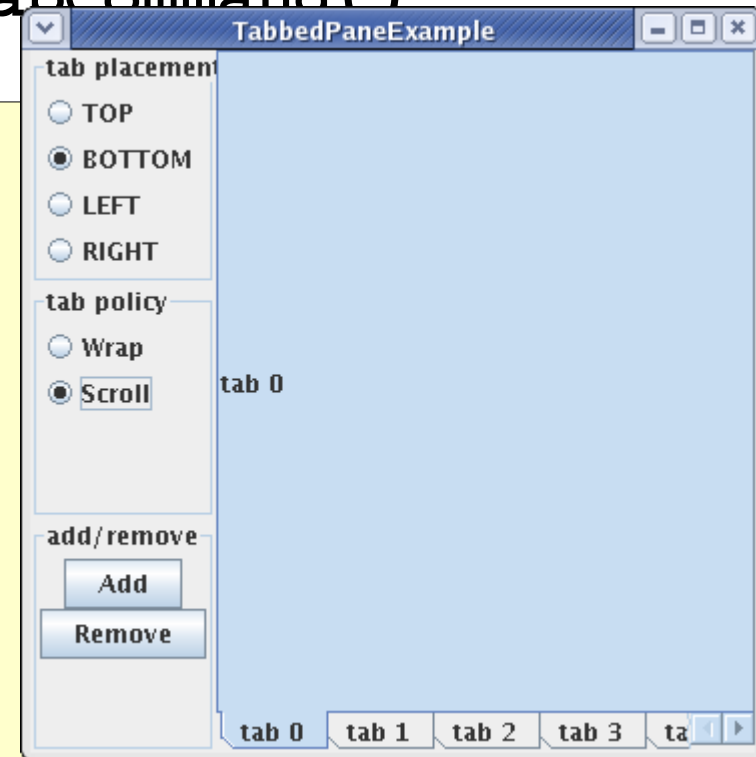 TabbedPaneExample
tab placement
TOP
BOTTOM
LEFT
RIGHT
tab policy
Wrap
Scroll
tab 0
add/remove
Add
Remove
tab 0 tab 1 tab 2 tab 3 ta